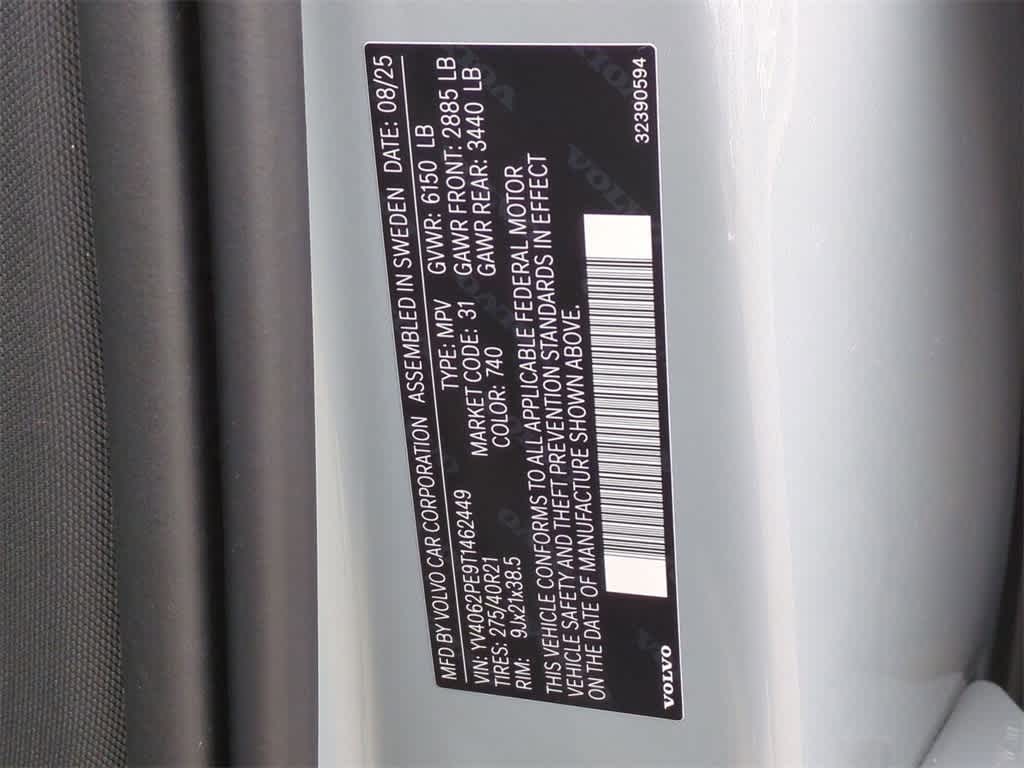 MFD BY VOLVO CAR CORPORATION ASSEMBLED IN SWEDEN DATE: 08/25
VIN: YV4062PE9T1462449 TYPE: MPV GVWR: 6150 LB
TIRES: 275/40R21 MARKET CODE: 31 GAWR FRONT: 2885 LB
RIM: 9Jx21x38.5 COLOR: 740 GAWR REAR: 3440 LB
THIS VEHICLE CONFORMS TO ALL APPLICABLE FEDERAL MOTOR
VEHICLE SAFETY AND THEFT PREVENTION STANDARDS IN EFFECT
ON THE DATE OF MANUFACTURE SHOWN ABOVE.
VOLVO 32390594